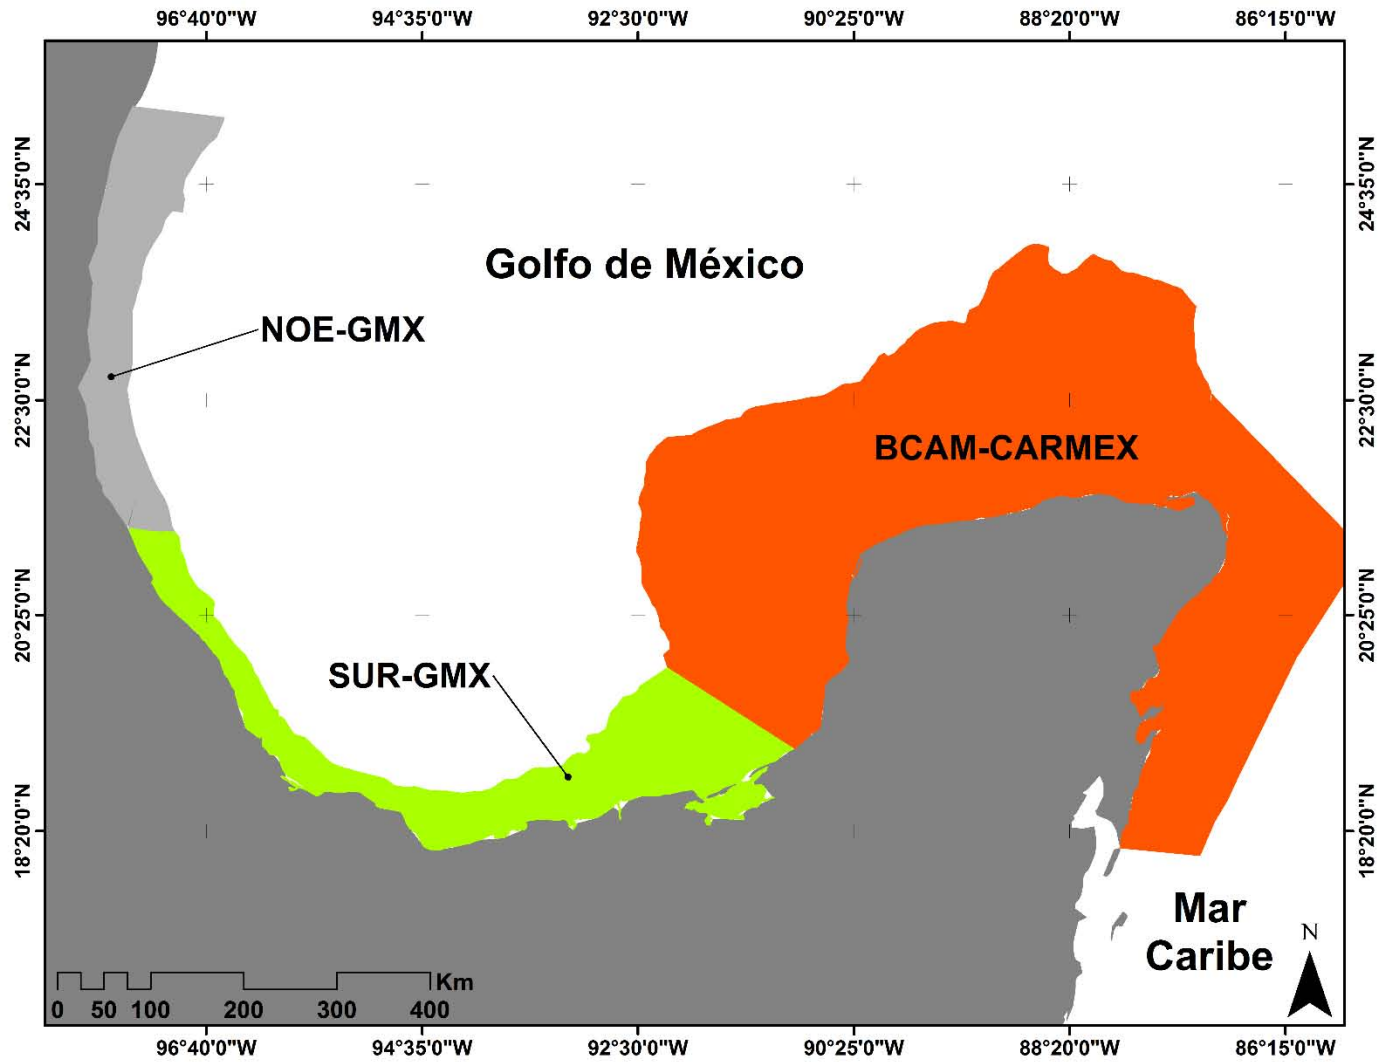 96°40'0"W 94°35'0"W 92°30'0"W 90°25'0"W 88°20'0"W 86°15'0"W
24°35'0"N 24°35'0"N
Golfo de México
NOE-GMX
22°30'0"N 22°30'0"N
BCAM-CARMEX
20°25'0"N 20°25'0"N
SUR-GMX
18°20'0"N 18°20'0"N
Mar
Caribe
N
Km
0 50 100 200 300 400
96°40'0"W 94°35'0"W 92°30'0"W 90°25'0"W 88°20'0"W 86°15'0"W